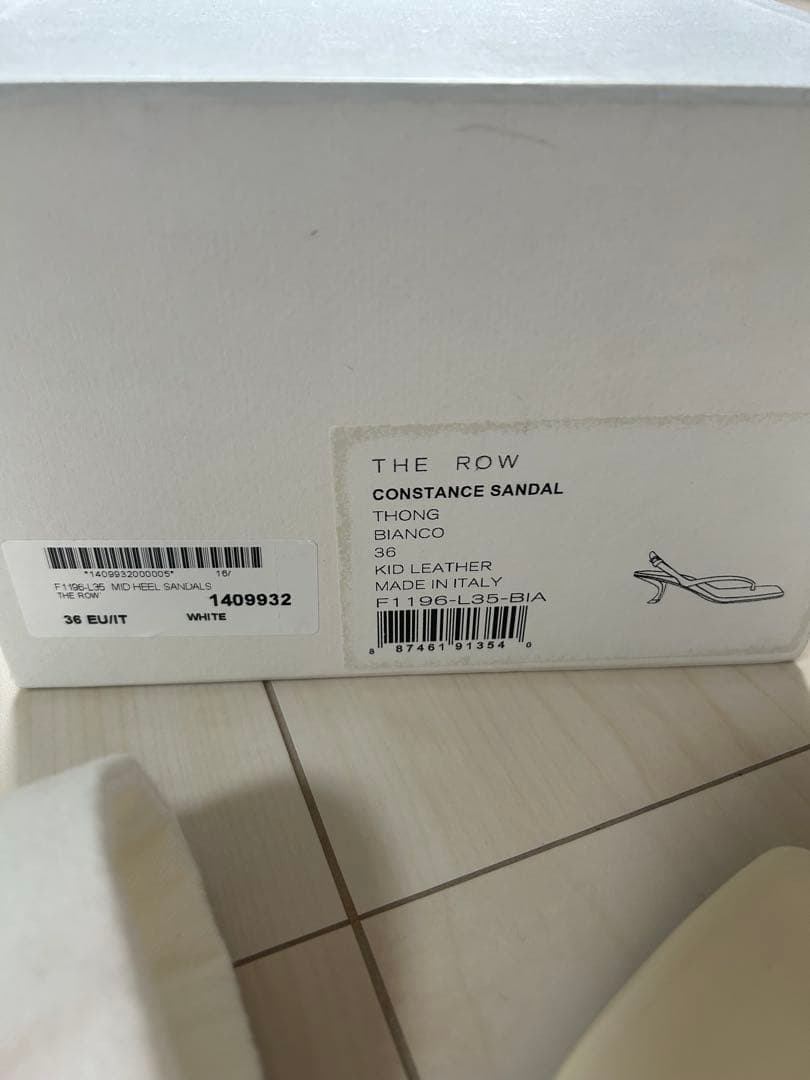 THE ROW
CONSTANCE SANDAL
THONG
BIANCO
36
KID LEATHER
MADE IN ITALY
F1196-L35-BIA
8 87461 91354 0
*1409932000005* 16/
F1196-L35 MID HEEL SANDALS
THE ROW
1409932
36 EU/IT WHITE